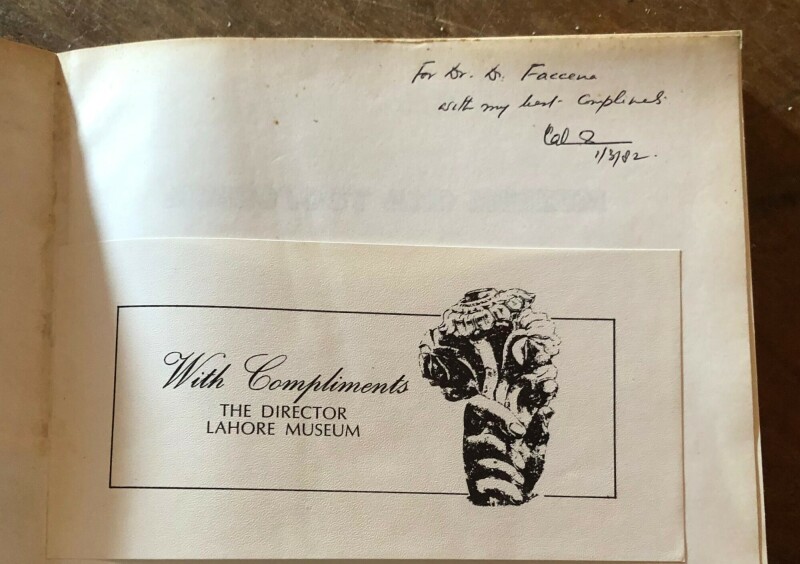 For Dr. D. Faccena
with my best compliments
1/3/82.
With Compliments
THE DIRECTOR
LAHORE MUSEUM